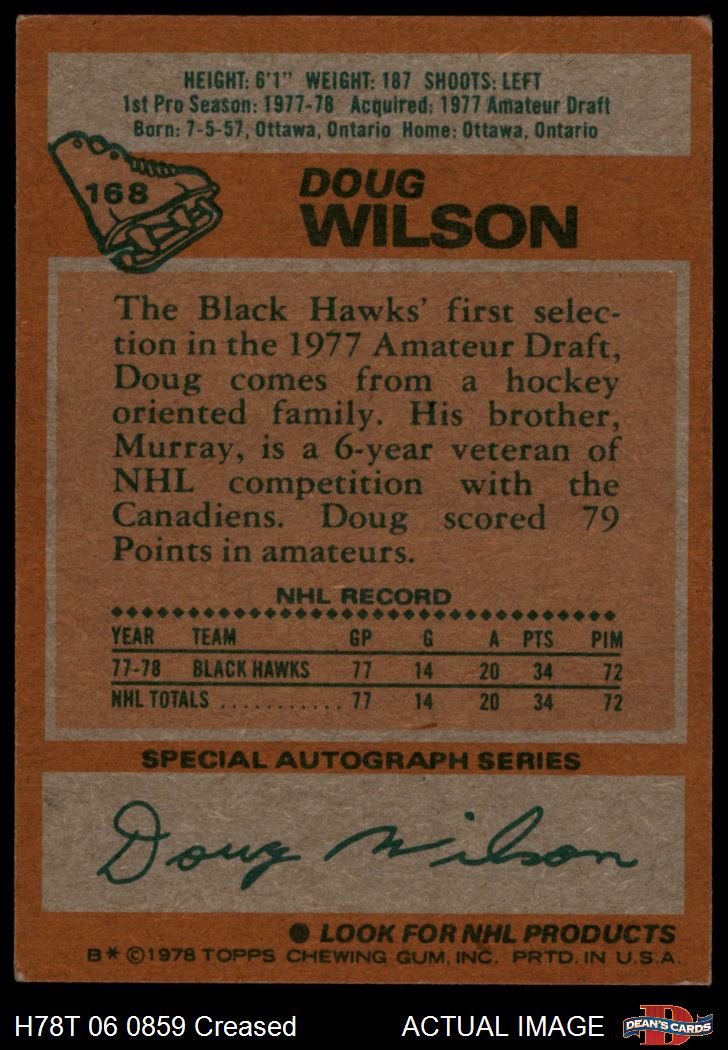 HEIGHT: 6'1" WEIGHT: 187 SHOOTS: LEFT
1st Pro Season: 1977-78 Acquired: 1977 Amateur Draft
Born: 7-5-57, Ottawa, Ontario Home: Ottawa, Ontario
168
DOUG
WILSON
The Black Hawks' first selec-
tion in the 1977 Amateur Draft,
Doug comes from a hockey
oriented family. His brother,
Murray, is a 6-year veteran of
NHL competition with the
Canadiens. Doug scored 79
Points in amateurs.
NHL RECORD
YEAR TEAM GP G A PTS PIM
77-78 BLACK HAWKS 77 14 20 34 72
NHL TOTALS ........... 77 14 20 34 72
SPECIAL AUTOGRAPH SERIES
Doug Wilson
● LOOK FOR NHL PRODUCTS
B* ©1978 TOPPS CHEWING GUM, INC. PRTD. IN U.S.A.
H78T 06 0859 Creased ACTUAL IMAGE D DEAN'S CARDS